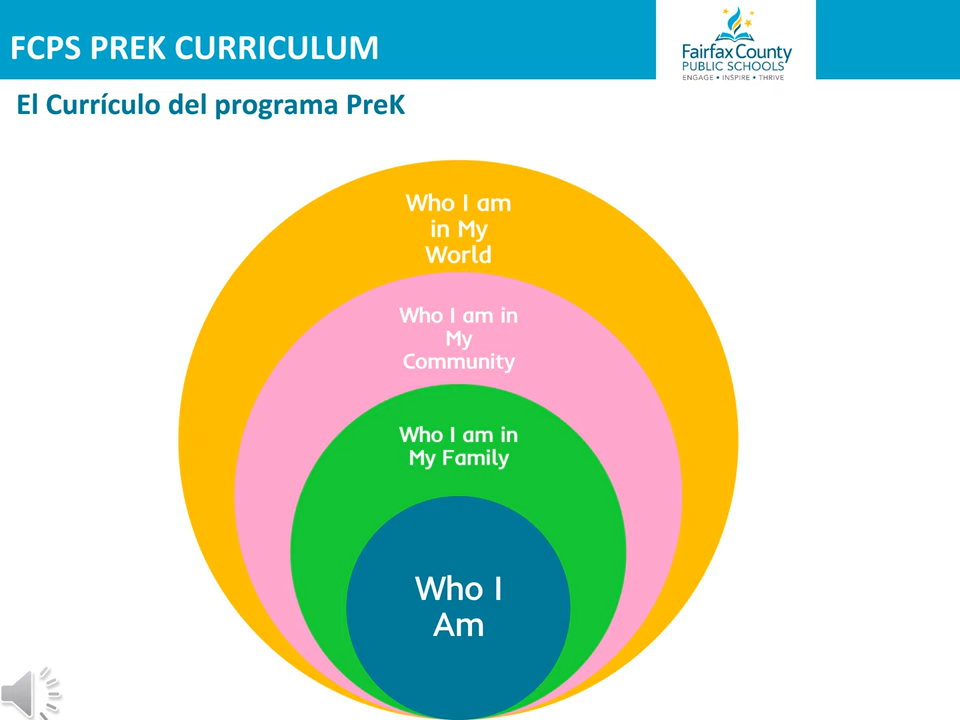 FCPS PREK CURRICULUM
Fairfax County
PUBLIC SCHOOLS
ENGAGE • INSPIRE • THRIVE
El Currículo del programa PreK
Who I am
in My
World
Who I am in
My
Community
Who I am in
My Family
Who I
Am